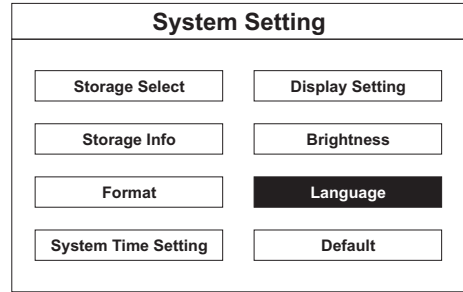 System Setting
Storage Select
Display Setting
Storage Info
Brightness
Format
Language
System Time Setting
Default